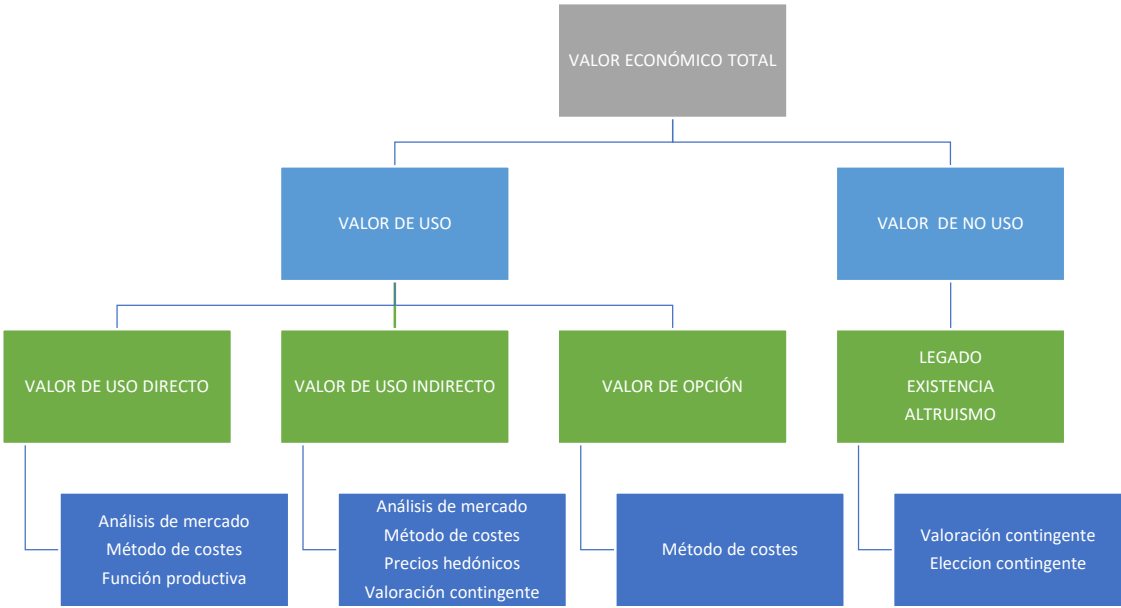 VALOR ECONÓMICO TOTAL
VALOR DE USO
VALOR DE NO USO
VALOR DE USO DIRECTO
VALOR DE USO INDIRECTO
VALOR DE OPCIÓN
LEGADO
EXISTENCIA
ALTRUISMO
Análisis de mercado
Método de costes
Función productiva
Análisis de mercado
Método de costes
Precios hedónicos
Valoración contingente
Método de costes
Valoración contingente
Eleccion contingente